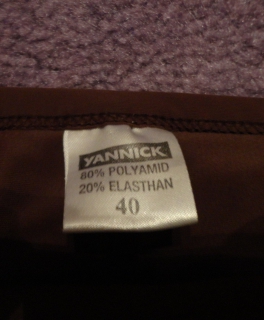 YANNICK
80% POLYAMID
20% ELASTHAN
40